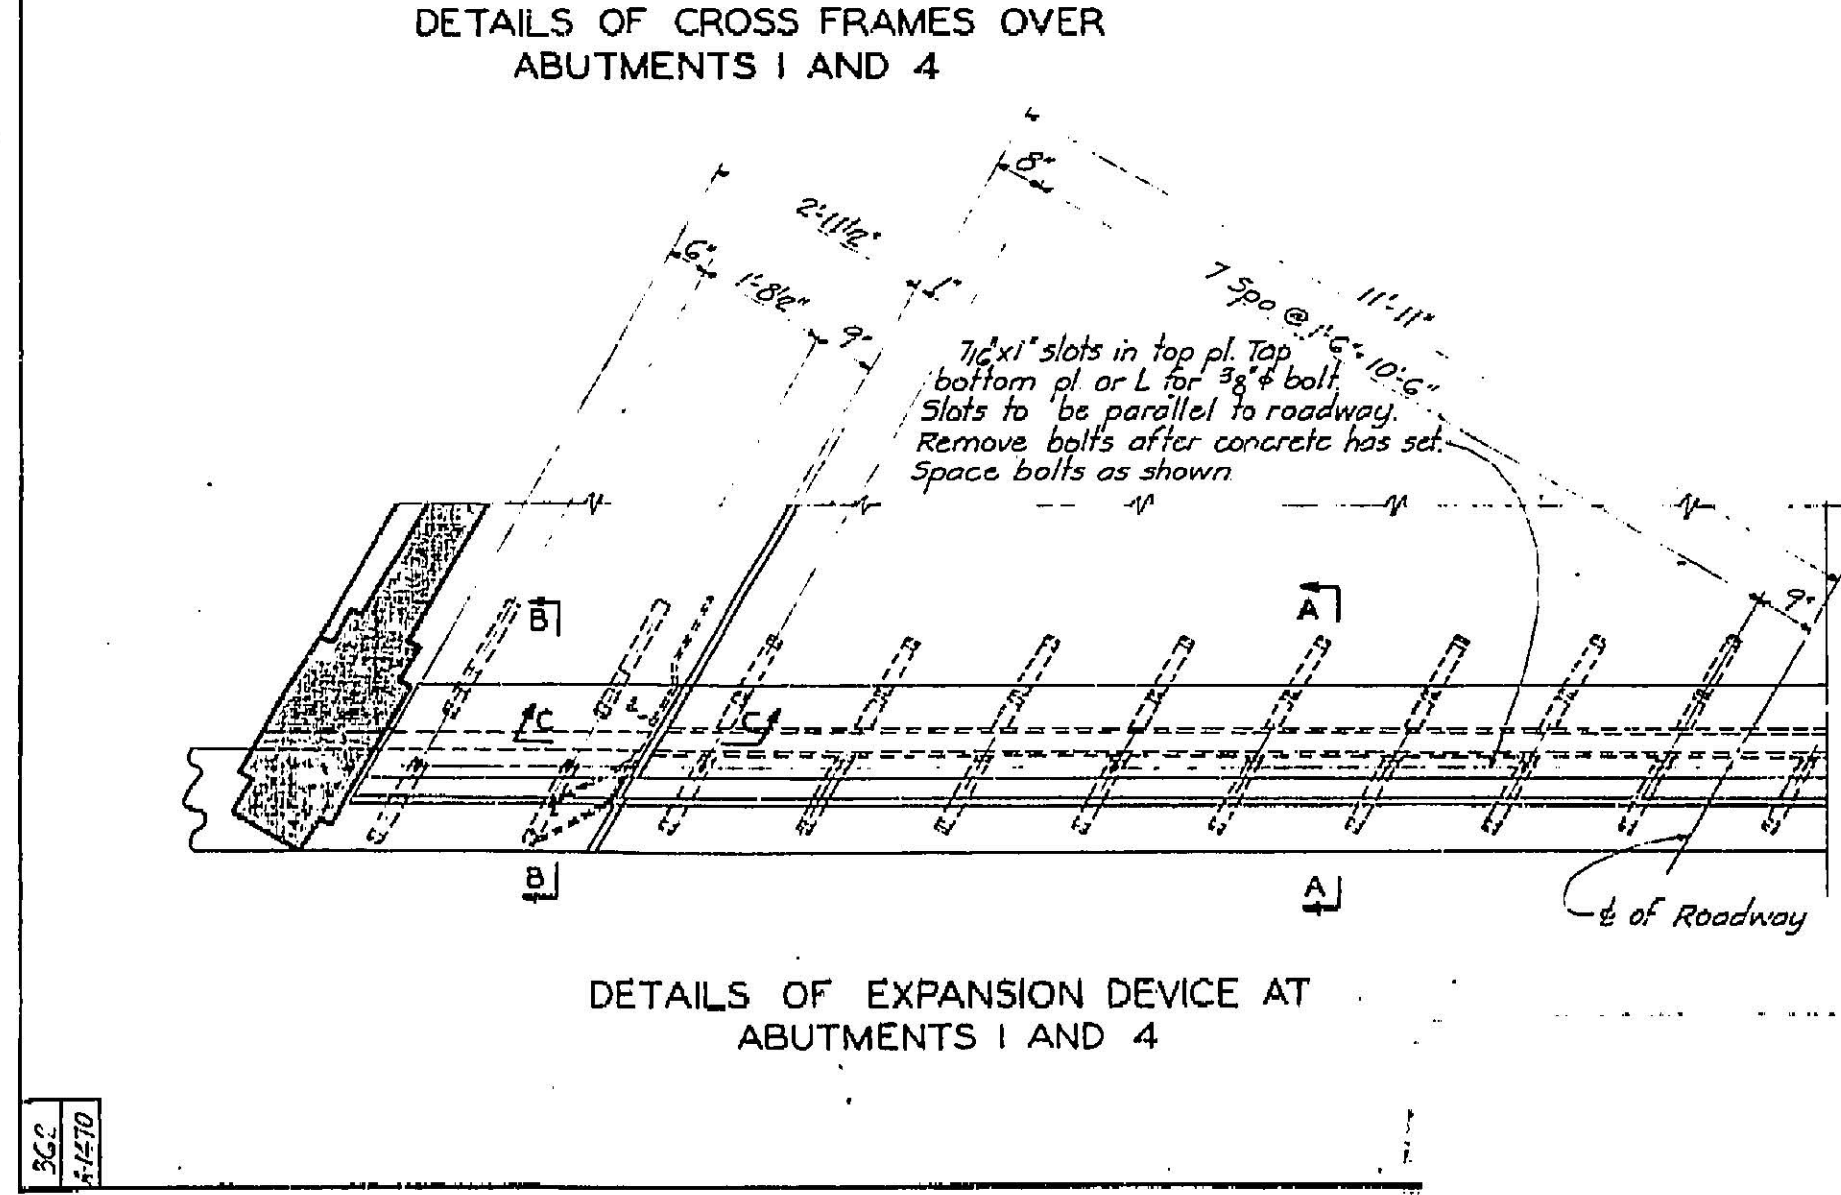 DETAILS OF CROSS FRAMES OVER
ABUTMENTS 1 AND 4
8"
2'-11½"
6"
1'-8½"
1"
9"
11'-11"
7 Spa @ 1'-6"=10'-6"
7/16"x1" slots in top pl. Tap
bottom pl. or L for 3/8"ϕ bolt.
Slots to be parallel to roadway.
Remove bolts after concrete has set.
Space bolts as shown
B
A
9"
C
C
B
A
℄ of Roadway
DETAILS OF EXPANSION DEVICE AT
ABUTMENTS 1 AND 4
362
A-1470